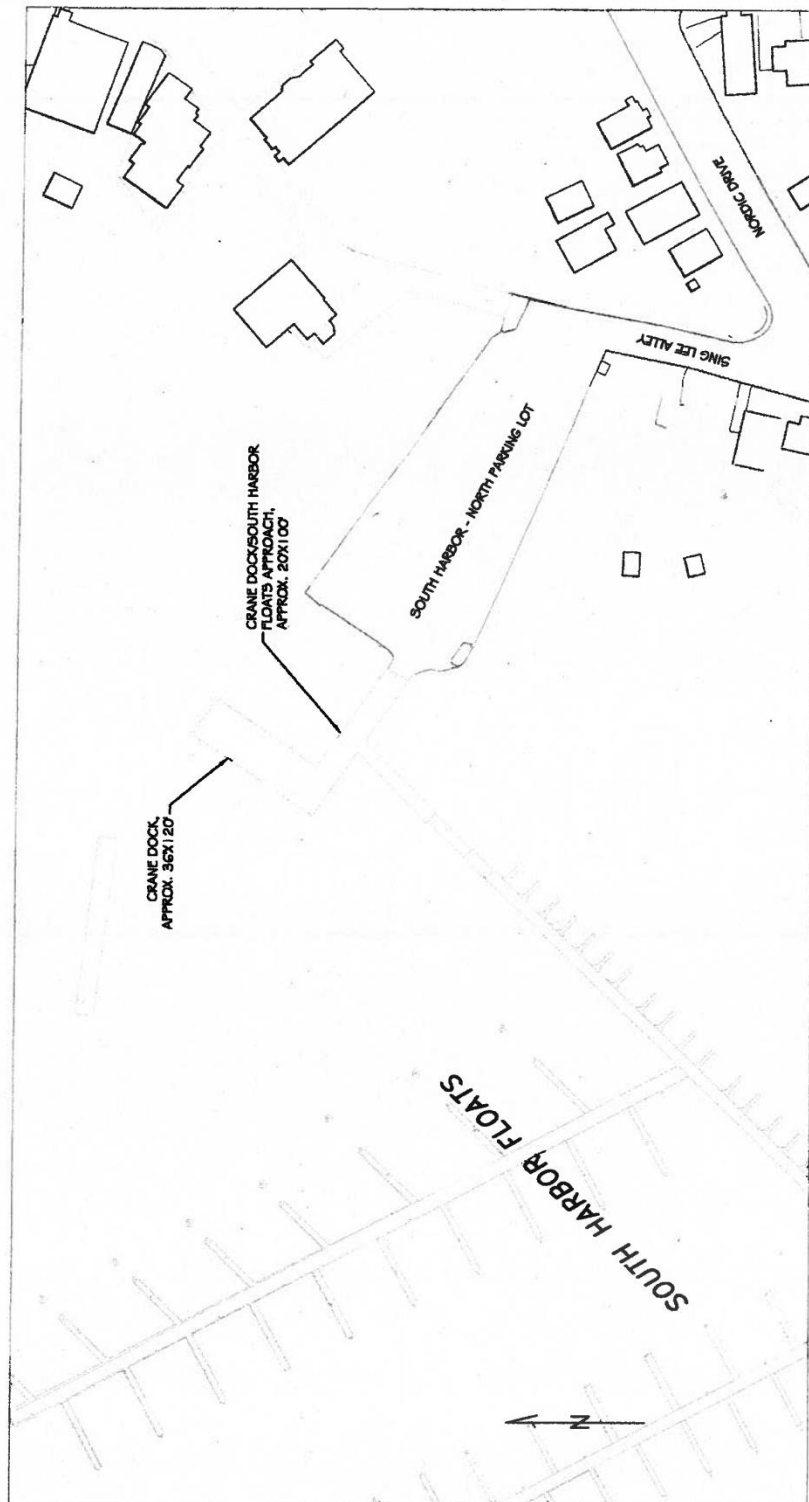 CRANE DOCK,
APPROX. 36'X120'
CRANE DOCK/SOUTH HARBOR
FLOATS APPROACH,
APPROX. 20'X100'
SOUTH HARBOR - NORTH PARKING LOT
SING LEE ALLEY
NORDIC DRIVE
SOUTH HARBOR FLOATS
N